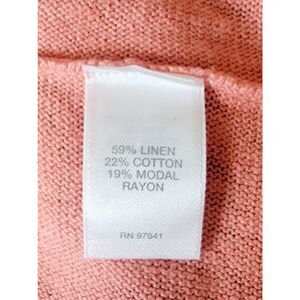 59% LINEN
22% COTTON
19% MODAL
RAYON
RN 97641